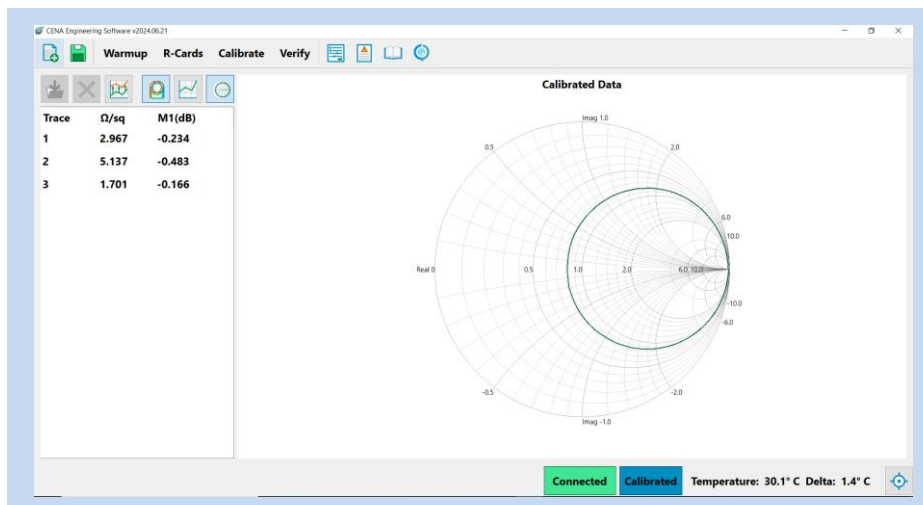 CENA Engineering Software v2024.06.21
Warmup R-Cards Calibrate Verify
Calibrated Data
Trace Ω/sq M1(dB)
1 2.967 -0.234
2 5.137 -0.483
3 1.701 -0.166
Imag 1.0
0.5 2.0
6.0
10.0
Real 0 0.5 1.0 2.0 6.0 10.0
-10.0
-6.0
-0.5 -2.0
Imag -1.0
Connected Calibrated Temperature: 30.1° C Delta: 1.4° C